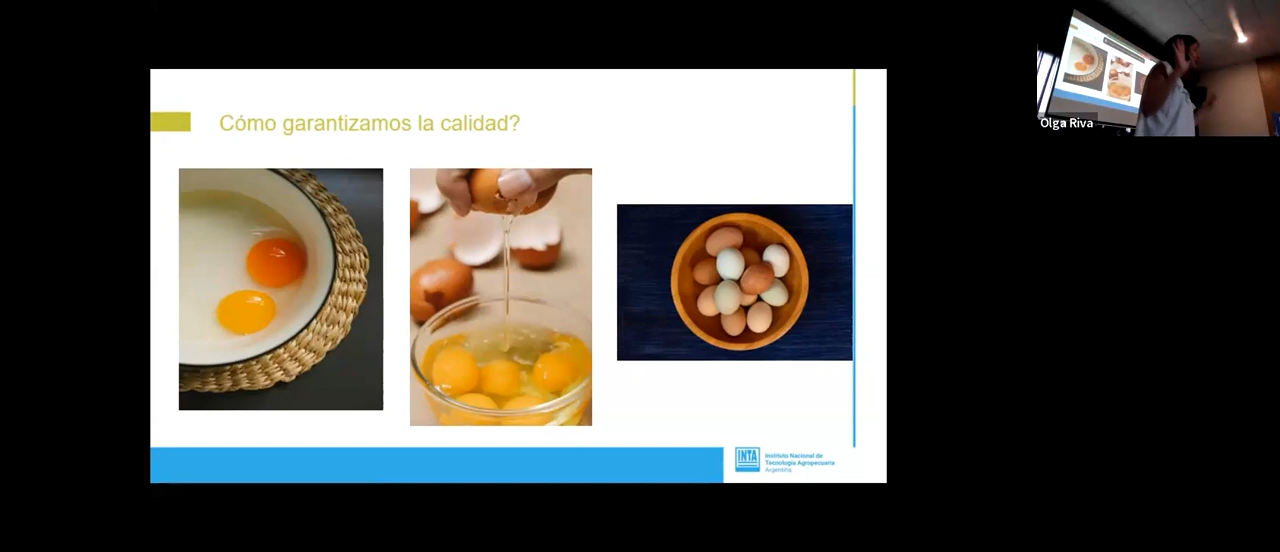 Cómo garantizamos la calidad?
Olga Riva
INTA
Instituto Nacional de
Tecnología Agropecuaria
Argentina